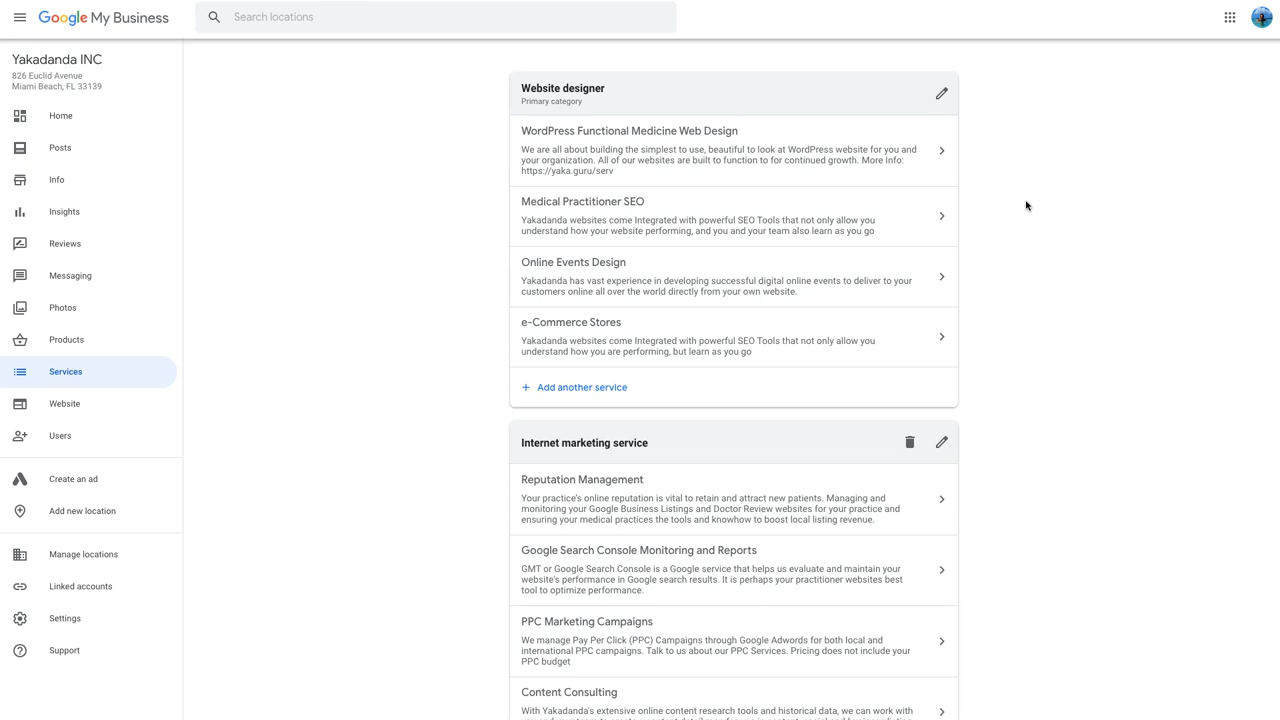 Google My Business
Search locations
Yakadanda INC
826 Euclid Avenue
Miami Beach, FL 33139
Home
Posts
Info
Insights
Reviews
Messaging
Photos
Products
Services
Website
Users
Create an ad
Add new location
Manage locations
Linked accounts
Settings
Support
Website designer
Primary category
WordPress Functional Medicine Web Design
We are all about building the simplest to use, beautiful to look at WordPress website for you and
your organization. All of our websites are built to function to for continued growth. More Info:
https://yaka.guru/serv
Medical Practitioner SEO
Yakadanda websites come Integrated with powerful SEO Tools that not only allow you
understand how your website performing, and you and your team also learn as you go
Online Events Design
Yakadanda has vast experience in developing successful digital online events to deliver to your
customers online all over the world directly from your own website.
e-Commerce Stores
Yakadanda websites come Integrated with powerful SEO Tools that not only allow you
understand how you are performing, but learn as you go
+ Add another service
Internet marketing service
Reputation Management
Your practice's online reputation is vital to retain and attract new patients. Managing and
monitoring your Google Business Listings and Doctor Review websites for your practice and
ensuring your medical practices the tools and knowhow to boost local listing revenue.
Google Search Console Monitoring and Reports
GMT or Google Search Console is a Google service that helps us evaluate and maintain your
website's performance in Google search results. It is perhaps your practitioner websites best
tool to optimize performance.
PPC Marketing Campaigns
We manage Pay Per Click (PPC) Campaigns through Google Adwords for both local and
international PPC campaigns. Talk to us about our PPC Services. Pricing does not include your
PPC budget
Content Consulting
With Yakadanda's extensive online content research tools and historical data, we can work with